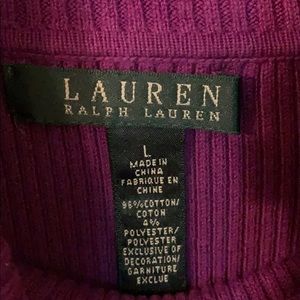 LAUREN
RALPH LAUREN
L
MADE IN
CHINA
FABRIQUE EN
CHINE
96%COTTON/
COTON
4%
POLYESTER/
POLYESTER
EXCLUSIVE OF
DECORATION/
GARNITURE
EXCLUE